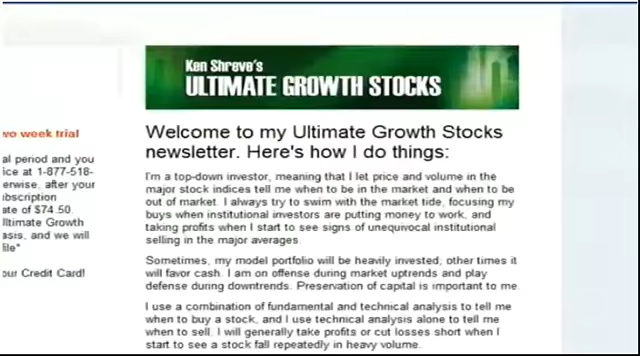 Ken Shreve's
ULTIMATE GROWTH STOCKS
Welcome to my Ultimate Growth Stocks
newsletter. Here's how I do things:
I'm a top-down investor, meaning that I let price and volume in the
major stock indices tell me when to be in the market and when to be
out of market. I always try to swim with the market tide, focusing my
buys when institutional investors are putting money to work, and
taking profits when I start to see signs of unequivocal institutional
selling in the major averages.
Sometimes, my model portfolio will be heavily invested; other times it
will favor cash. I am on offense during market uptrends and play
defense during downtrends. Preservation of capital is important to me.
I use a combination of fundamental and technical analysis to tell me
when to buy a stock, and I use technical analysis alone to tell me
when to sell. I will generally take profits or cut losses short when I
start to see a stock fall repeatedly in heavy volume.
wo week trial
al period and you
ice at 1-877-518-
erwise, after your
ubscription
ate of $74.50.
Ultimate Growth
asis, and we will
file"
our Credit Card!